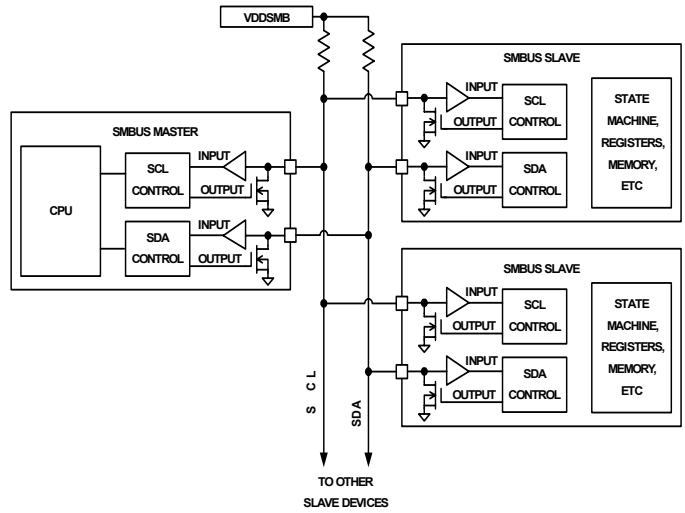 VDDSMB
SMBUS MASTER
CPU
SCL
CONTROL
INPUT
OUTPUT
SDA
CONTROL
INPUT
OUTPUT
SMBUS SLAVE
INPUT
OUTPUT
SCL
CONTROL
INPUT
OUTPUT
SDA
CONTROL
STATE
MACHINE,
REGISTERS,
MEMORY,
ETC
SMBUS SLAVE
INPUT
OUTPUT
SCL
CONTROL
INPUT
OUTPUT
SDA
CONTROL
STATE
MACHINE,
REGISTERS,
MEMORY,
ETC
S CL
SDA
TO OTHER
SLAVE DEVICES